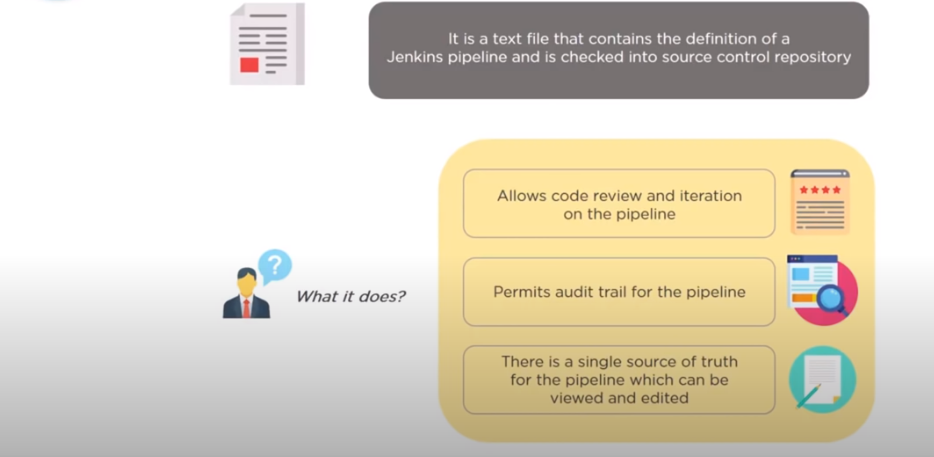 It is a text file that contains the definition of a
Jenkins pipeline and is checked into source control repository
Allows code review and iteration
on the pipeline
?
What it does?
Permits audit trail for the pipeline
There is a single source of truth
for the pipeline which can be
viewed and edited